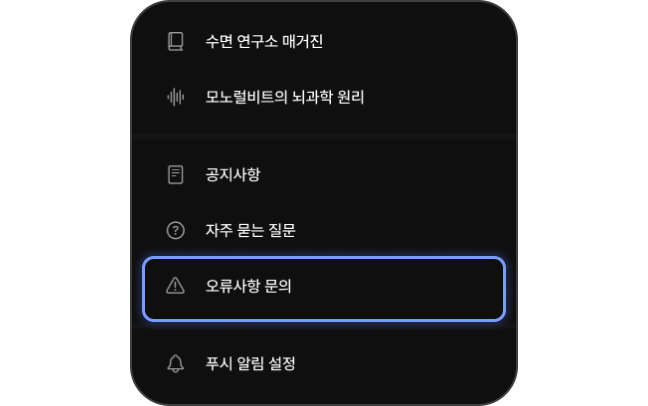 수면 연구소 매거진
모노럴비트의 뇌과학 원리
공지사항
자주 묻는 질문
오류사항 문의
푸시 알림 설정